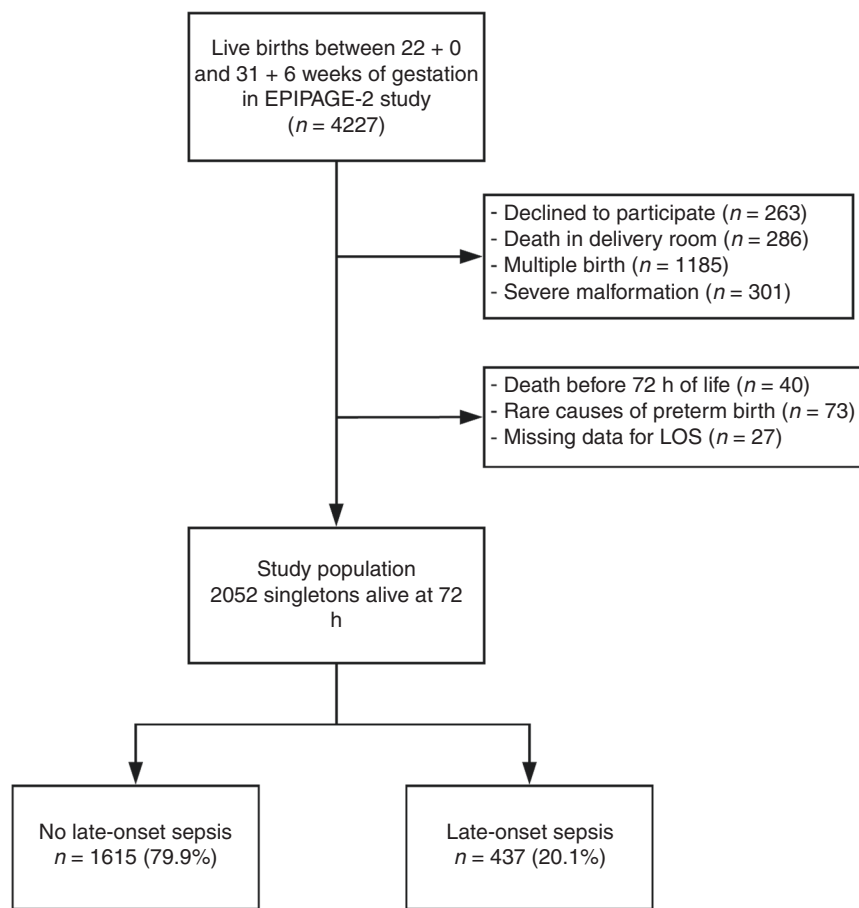 Live births between 22 + 0
and 31 + 6 weeks of gestation
in EPIPAGE-2 study
(n = 4227)
- Declined to participate (n = 263)
- Death in delivery room (n = 286)
- Multiple birth (n = 1185)
- Severe malformation (n = 301)
- Death before 72 h of life (n = 40)
- Rare causes of preterm birth (n = 73)
- Missing data for LOS (n = 27)
Study population
2052 singletons alive at 72
h
No late-onset sepsis
n = 1615 (79.9%)
Late-onset sepsis
n = 437 (20.1%)